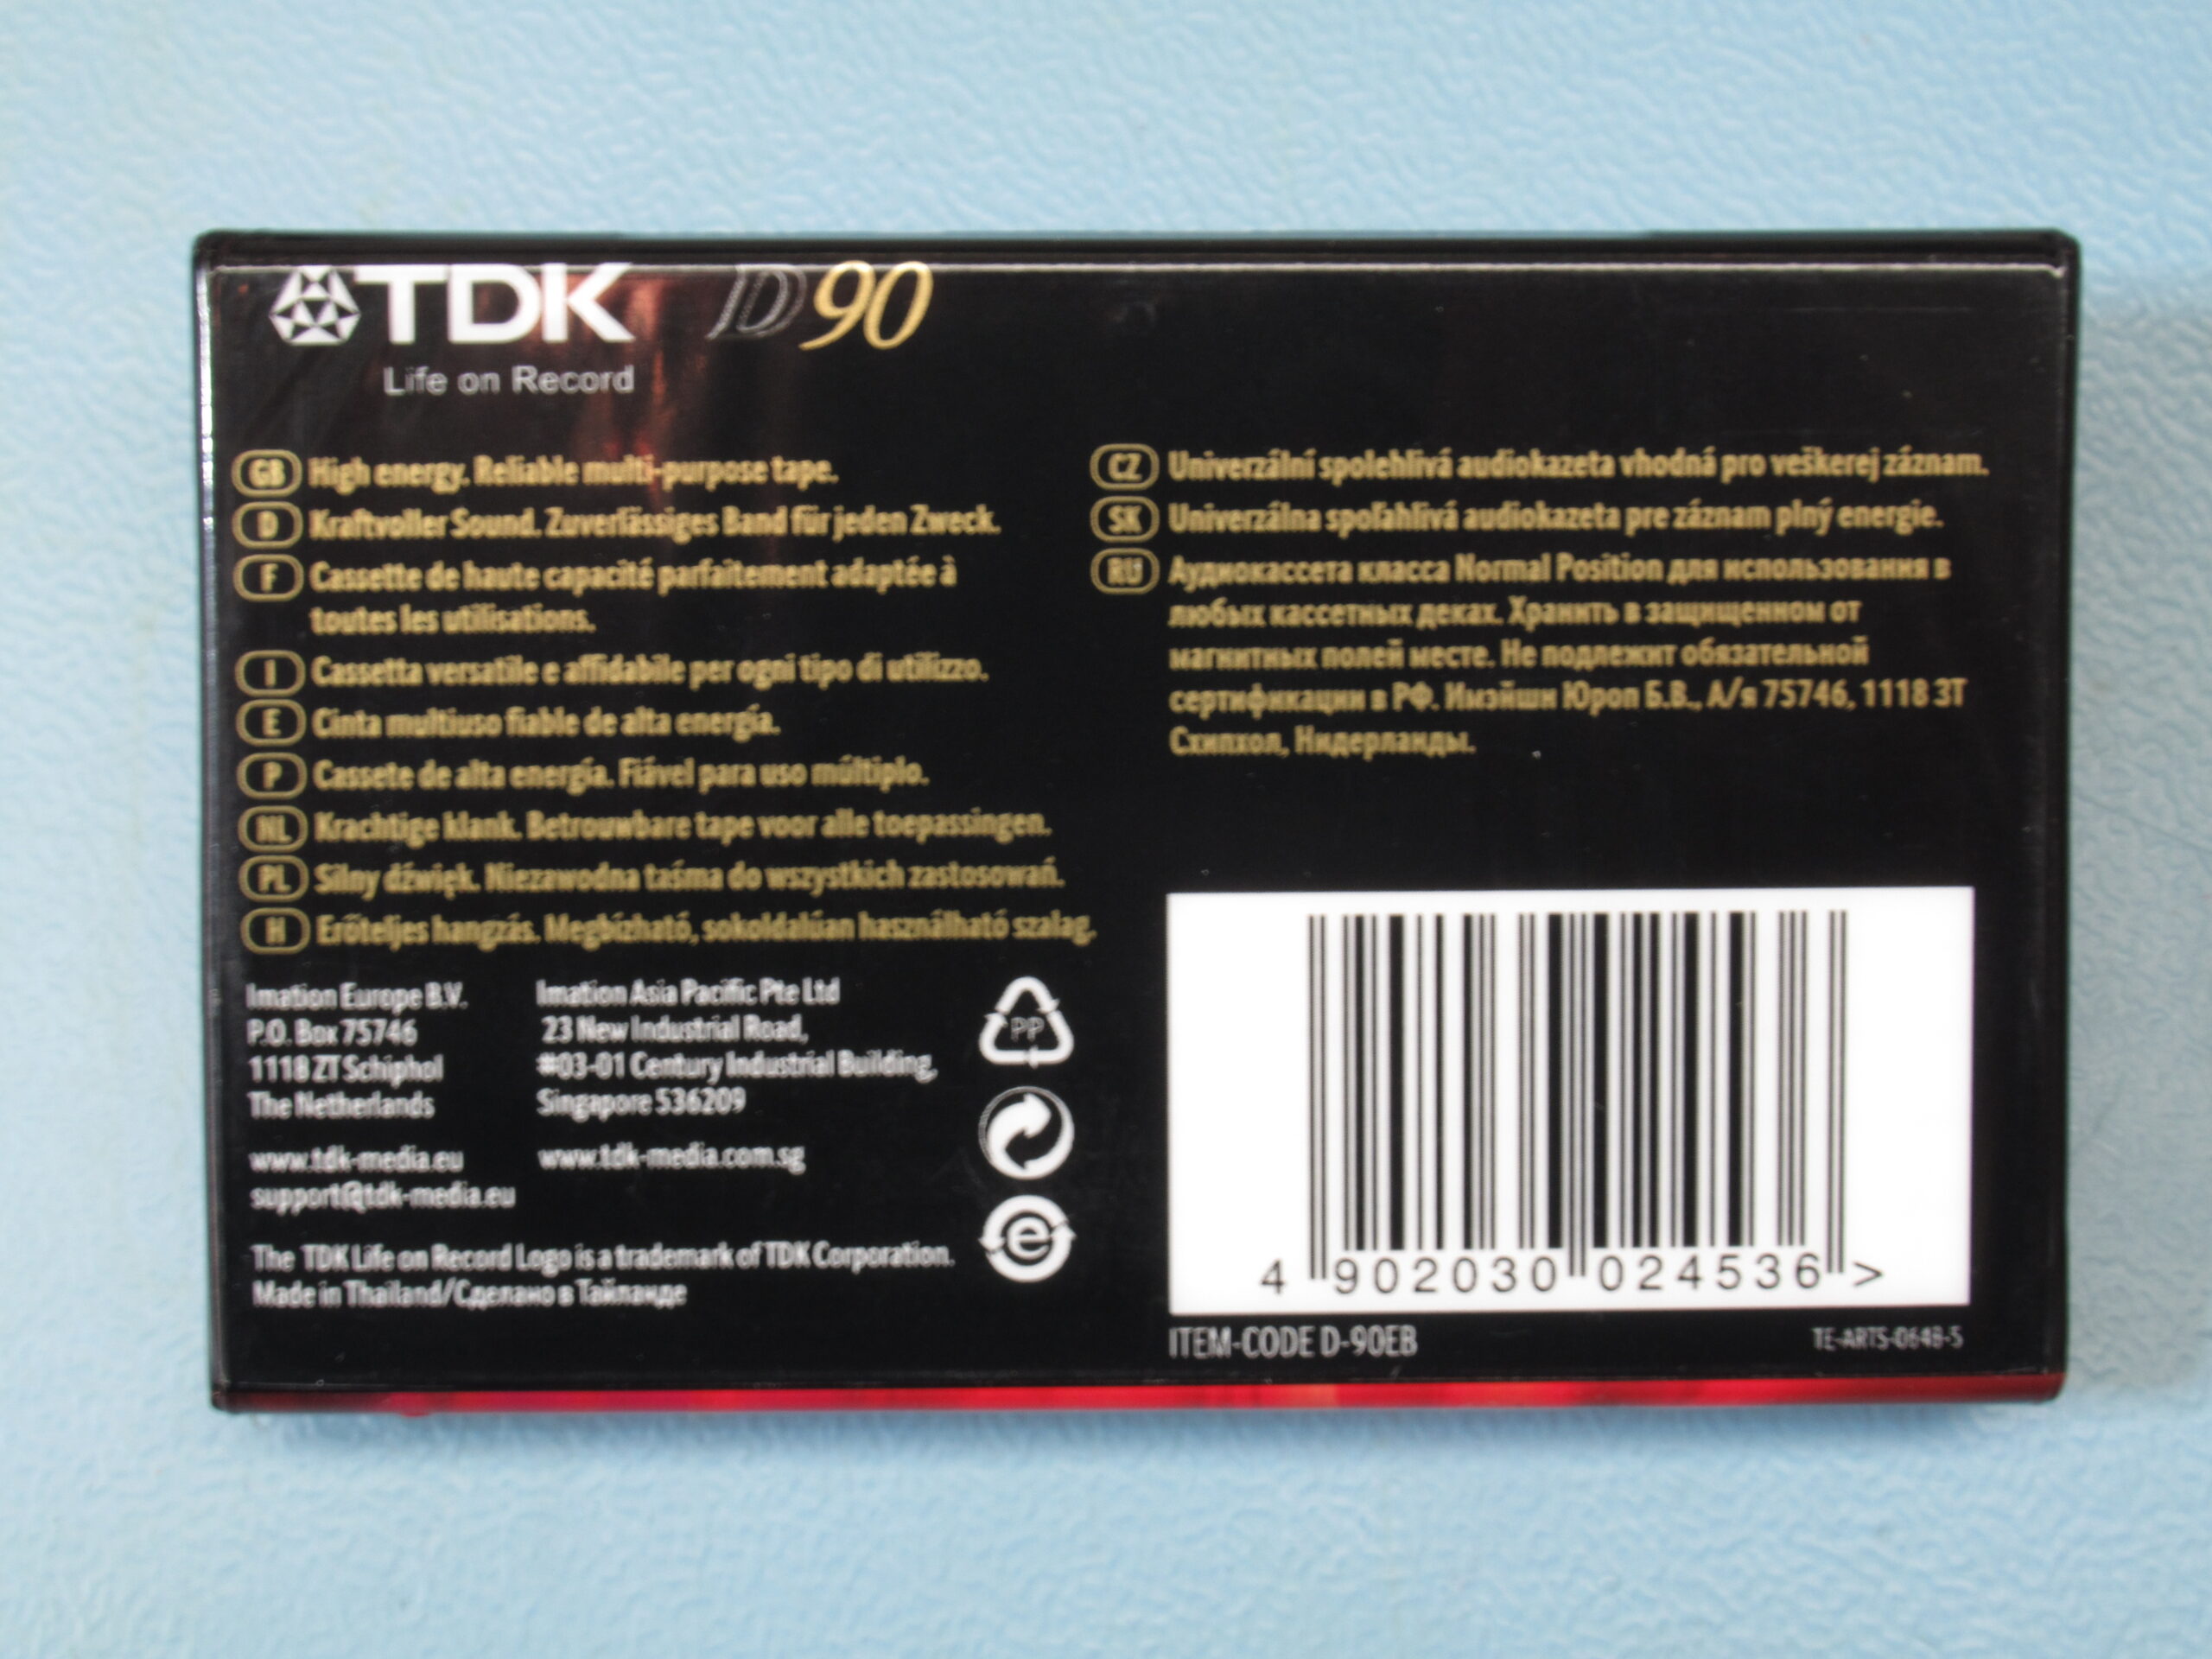 TDK D90
Life on Record
GB High energy. Reliable multi-purpose tape.
D Kraftvoller Sound. Zuverlässiges Band für jeden Zweck.
F Cassette de haute capacité parfaitement adaptée à
toutes les utilisations.
I Cassetta versatile e affidabile per ogni tipo di utilizzo.
E Cinta multiuso fiable de alta energía.
P Cassete de alta energía. Fiável para uso múltiplo.
NL Krachtige klank. Betrouwbare tape voor alle toepassingen.
PL Silny dźwięk. Niezawodna taśma do wszystkich zastosowań.
H Erőteljes hangzás. Megbízható, sokoldalúan használható szalag.
CZ Univerzální spolehlivá audiokazeta vhodná pro veškerej záznam.
SK Univerzálna spoľahlivá audiokazeta pre záznam plný energie.
RU Аудиокассета класса Normal Position для использования в
любых кассетных деках. Хранить в защищенном от
магнитных полей месте. Не подлежит обязательной
сертификации в РФ. Имэйшн Юроп Б.В., А/я 75746, 1118 ЗТ
Схипхол, Нидерланды.
Imation Europe B.V.
P.O. Box 75746
1118 ZT Schiphol
The Netherlands
www.tdk-media.eu
support@tdk-media.eu
Imation Asia Pacific Pte Ltd
23 New Industrial Road,
#03-01 Century Industrial Building,
Singapore 536209
www.tdk-media.com.sg
PP
e
The TDK Life on Record Logo is a trademark of TDK Corporation.
Made in Thailand/Сделано в Тайланде
4 902030 024536 >
ITEM-CODE D-90EB
TE-ARTS-064B-5